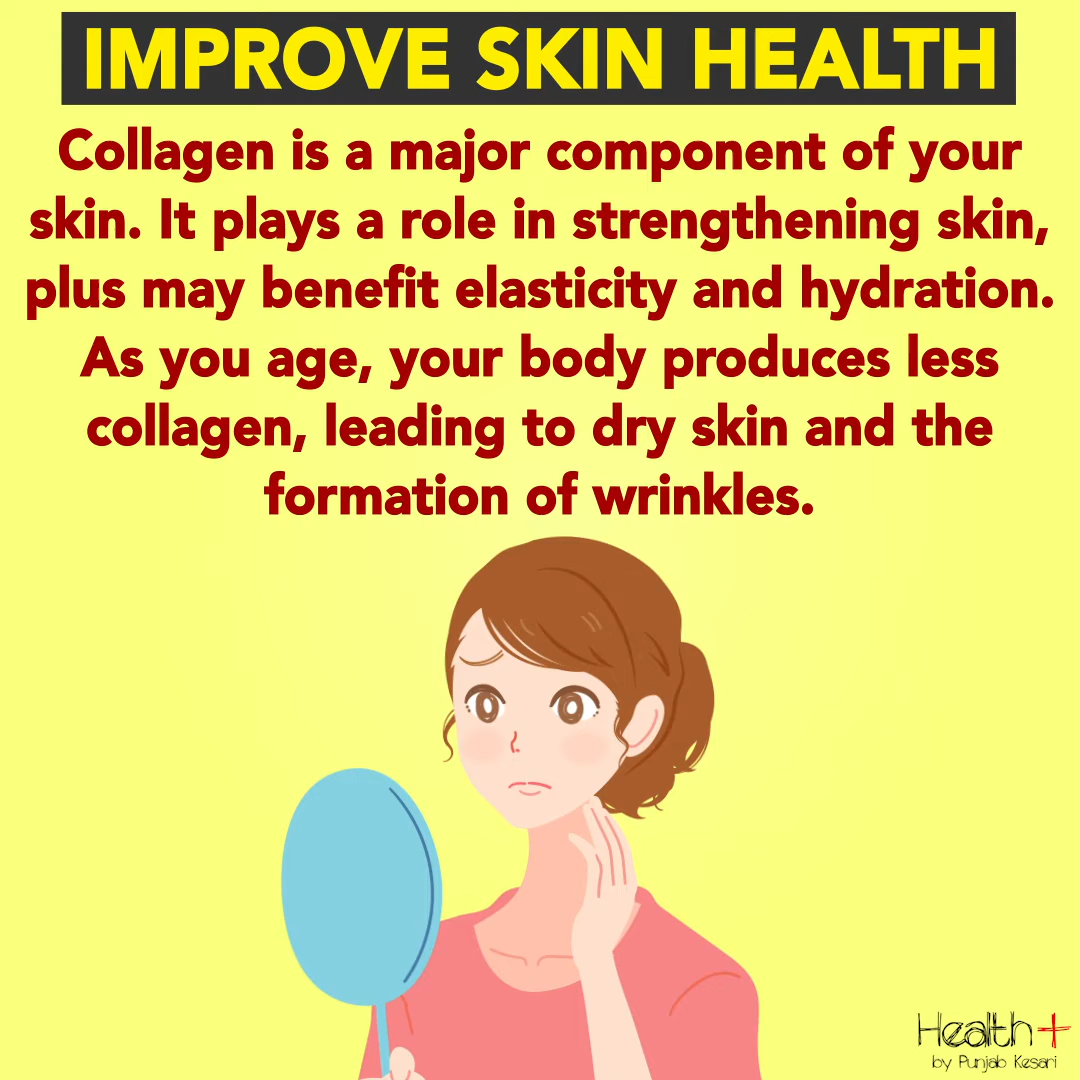 IMPROVE SKIN HEALTH
Collagen is a major component of your
skin. It plays a role in strengthening skin,
plus may benefit elasticity and hydration.
As you age, your body produces less
collagen, leading to dry skin and the
formation of wrinkles.
Health+
by Punjab Kesari